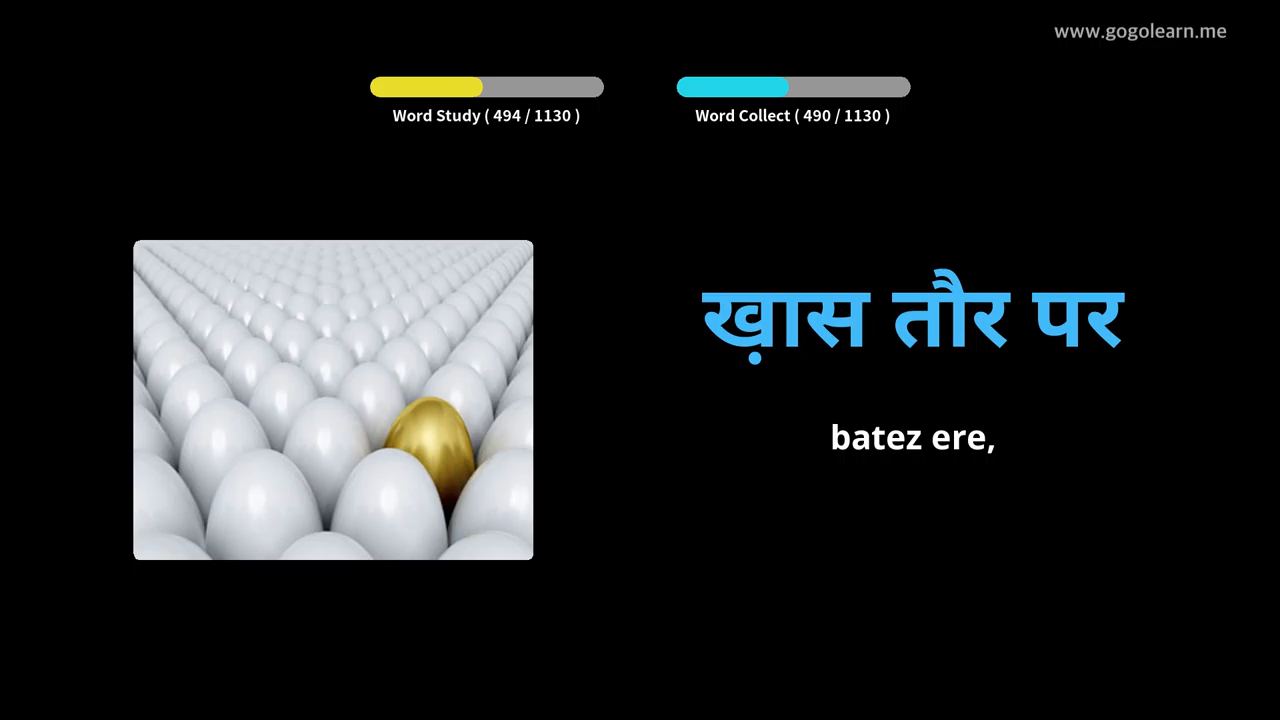 www.gogolearn.me
Word Study ( 494 / 1130 )
Word Collect ( 490 / 1130 )
ख़ास तौर पर
batez ere,